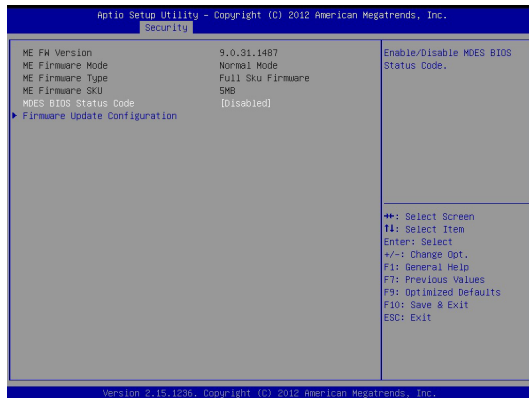 Aptio Setup Utility – Copyright (C) 2012 American Megatrends, Inc.
Security
ME FW Version 9.0.31.1487
ME Firmware Mode Normal Mode
ME Firmware Type Full Sku Firmware
ME Firmware SKU 5MB
MDES BIOS Status Code [Disabled]
▶ Firmware Update Configuration
Enable/Disable MDES BIOS
Status Code.
→←: Select Screen
↑↓: Select Item
Enter: Select
+/-: Change Opt.
F1: General Help
F7: Previous Values
F9: Optimized Defaults
F10: Save & Exit
ESC: Exit
Version 2.15.1236. Copyright (C) 2012 American Megatrends, Inc.